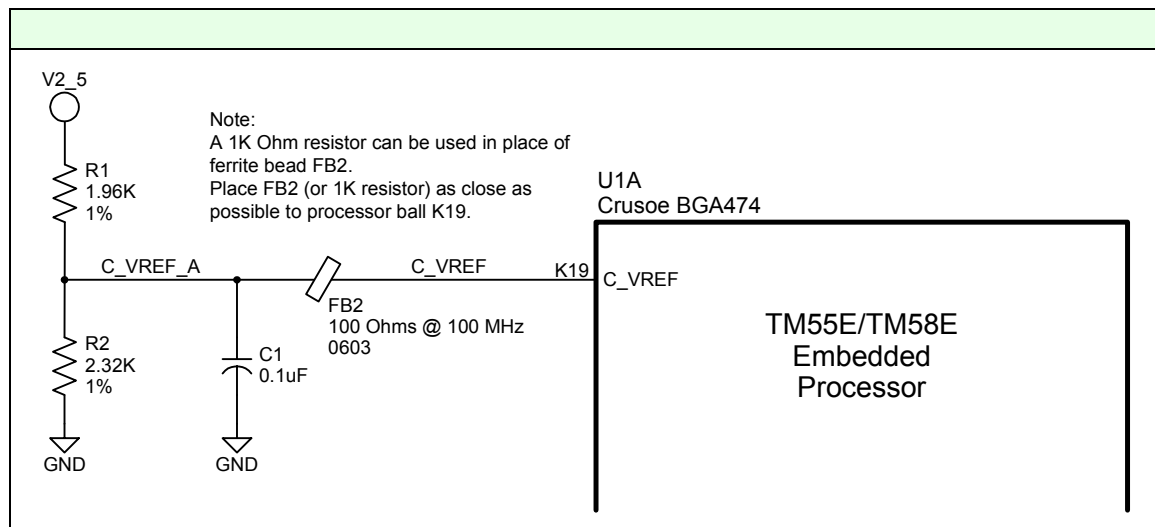 V2_5
Note:
A 1K Ohm resistor can be used in place of
ferrite bead FB2.
Place FB2 (or 1K resistor) as close as
possible to processor ball K19.
R1
1.96K
1%
U1A
Crusoe BGA474
C_VREF_A
C_VREF
K19
C_VREF
FB2
100 Ohms @ 100 MHz
0603
TM55E/TM58E
Embedded
Processor
R2
2.32K
1%
C1
0.1uF
GND
GND